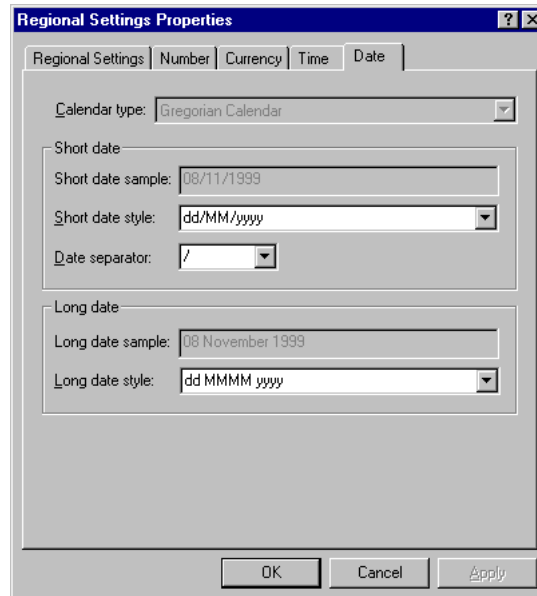 Regional Settings Properties
Regional Settings Number Currency Time Date
Calendar type: Gregorian Calendar
Short date
Short date sample: 08/11/1999
Short date style: dd/MM/yyyy
Date separator: /
Long date
Long date sample: 08 November 1999
Long date style: dd MMMM yyyy
OK Cancel Apply